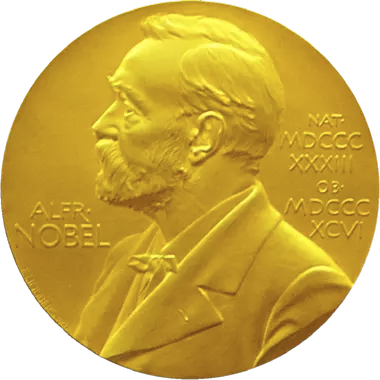 ALFR·
NOBEL
NAT·
MDCCC
XXXIII
OB·
MDCCC
XCVI